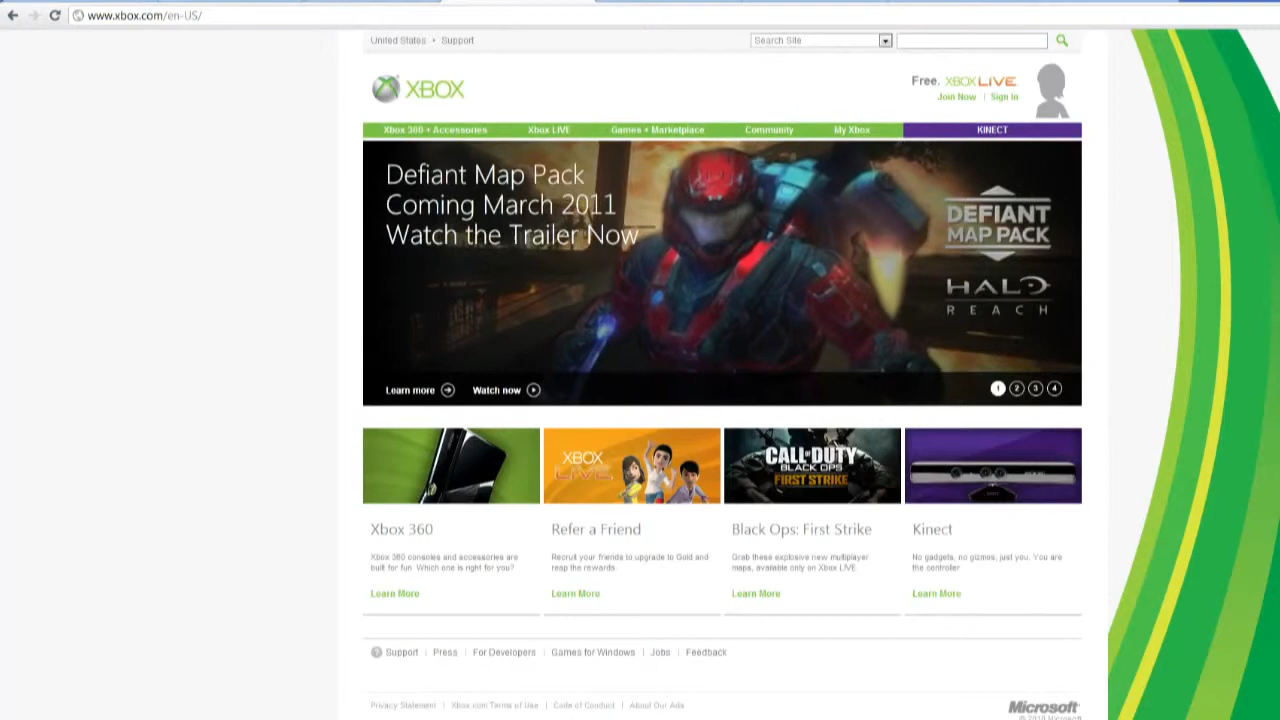 www.xbox.com/en-US/
United States • Support
Search Site
XBOX
Free. XBOX LIVE
Join Now | Sign In
Xbox 360 + Accessories
Xbox LIVE
Games + Marketplace
Community
My Xbox
KINECT
Defiant Map Pack
Coming March 2011
Watch the Trailer Now
DEFIANT
MAP PACK
HALO
REACH
Learn more
Watch now
1 2 3 4
XBOX
LIVE
CALL OF DUTY
BLACK OPS
FIRST STRIKE
Xbox 360
Xbox 360 consoles and accessories are
built for fun. Which one is right for you?
Learn More
Refer a Friend
Recruit your friends to upgrade to Gold and
reap the rewards.
Learn More
Black Ops: First Strike
Grab these explosive new multiplayer
maps, available only on Xbox LIVE
Learn More
Kinect
No gadgets, no gizmos, just you. You are
the controller
Learn More
? Support | Press | For Developers | Games for Windows | Jobs | Feedback
Privacy Statement | Xbox.com Terms of Use | Code of Conduct | About Our Ads
Microsoft
© 2010 Microsoft